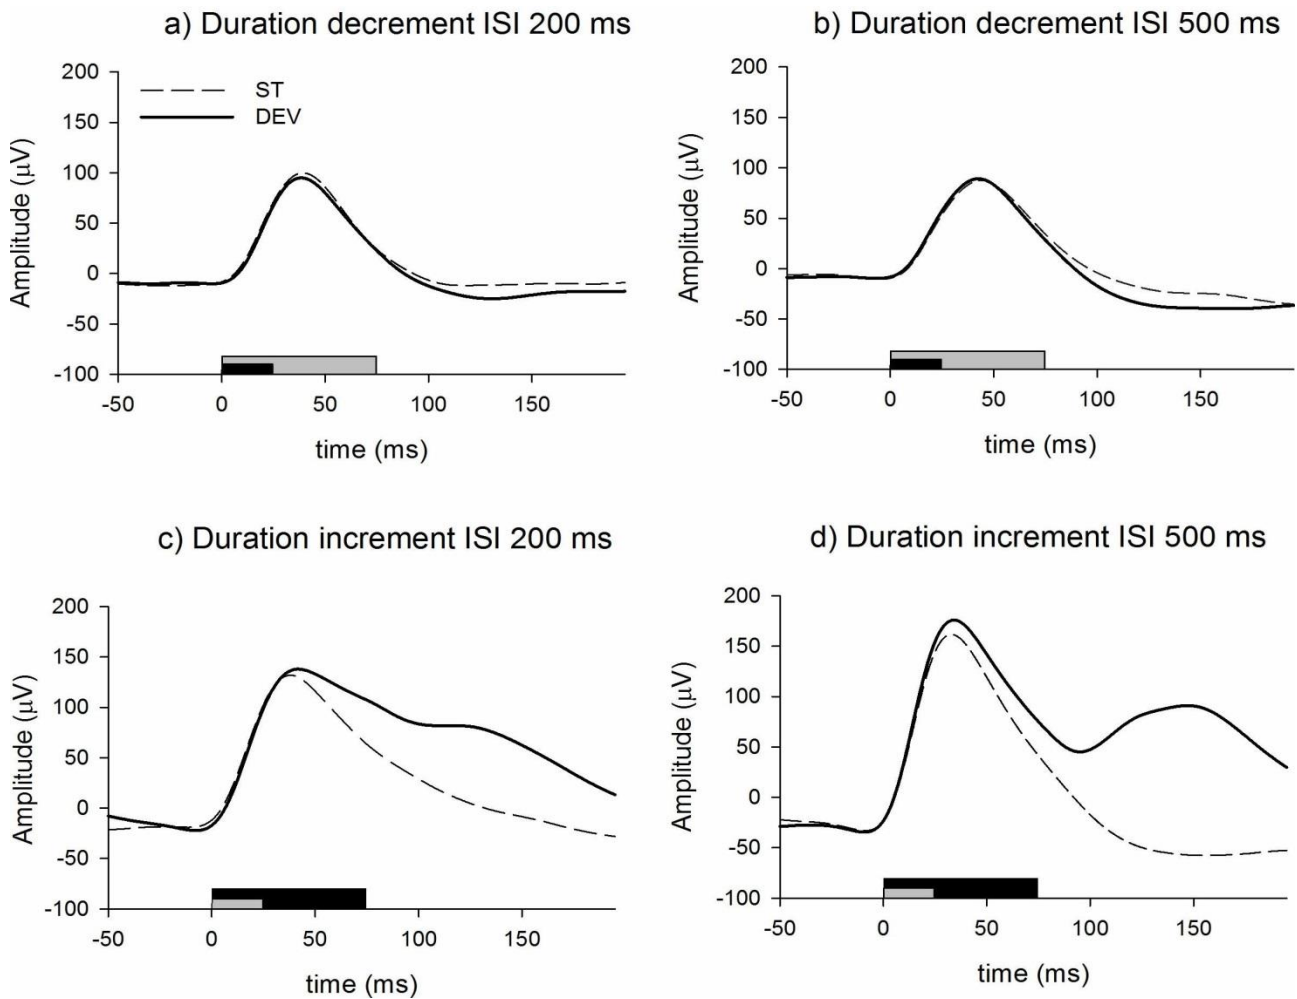 a) Duration decrement ISI 200 ms
200
150
100
50
0
-50
-100
Amplitude (μV)
ST
DEV
-50 0 50 100 150
time (ms)
b) Duration decrement ISI 500 ms
200
150
100
50
0
-50
-100
Amplitude (μV)
-50 0 50 100 150
time (ms)
c) Duration increment ISI 200 ms
200
150
100
50
0
-50
-100
Amplitude (μV)
-50 0 50 100 150
time (ms)
d) Duration increment ISI 500 ms
200
150
100
50
0
-50
-100
Amplitude (μV)
-50 0 50 100 150
time (ms)